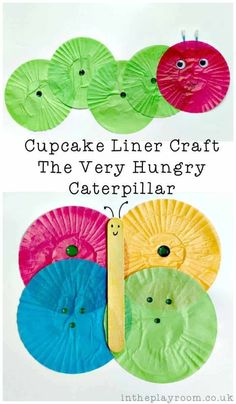 Cupcake Liner Craft
The Very Hungry
Caterpillar
intheplayroom.co.uk